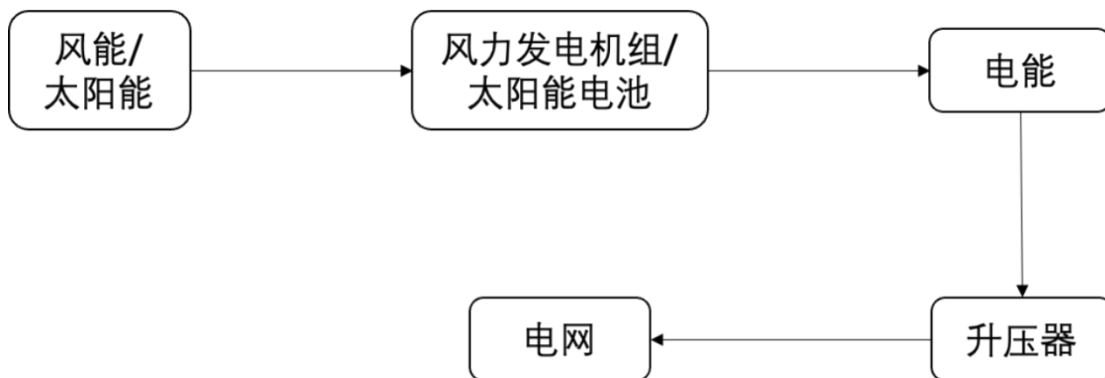 风能/
太阳能
风力发电机组/
太阳能电池
电能
升压器
电网